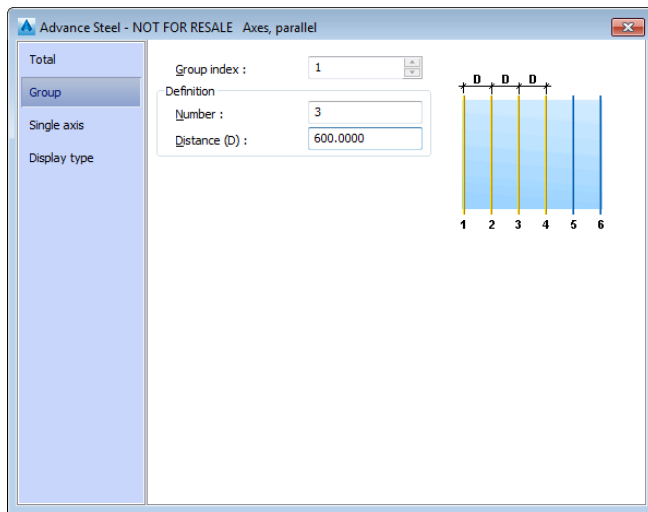 Advance Steel - NOT FOR RESALE Axes, parallel
Total
Group
Single axis
Display type
Group index : 1
Definition
Number : 3
Distance (D) : 600.0000
D D D
1 2 3 4 5 6